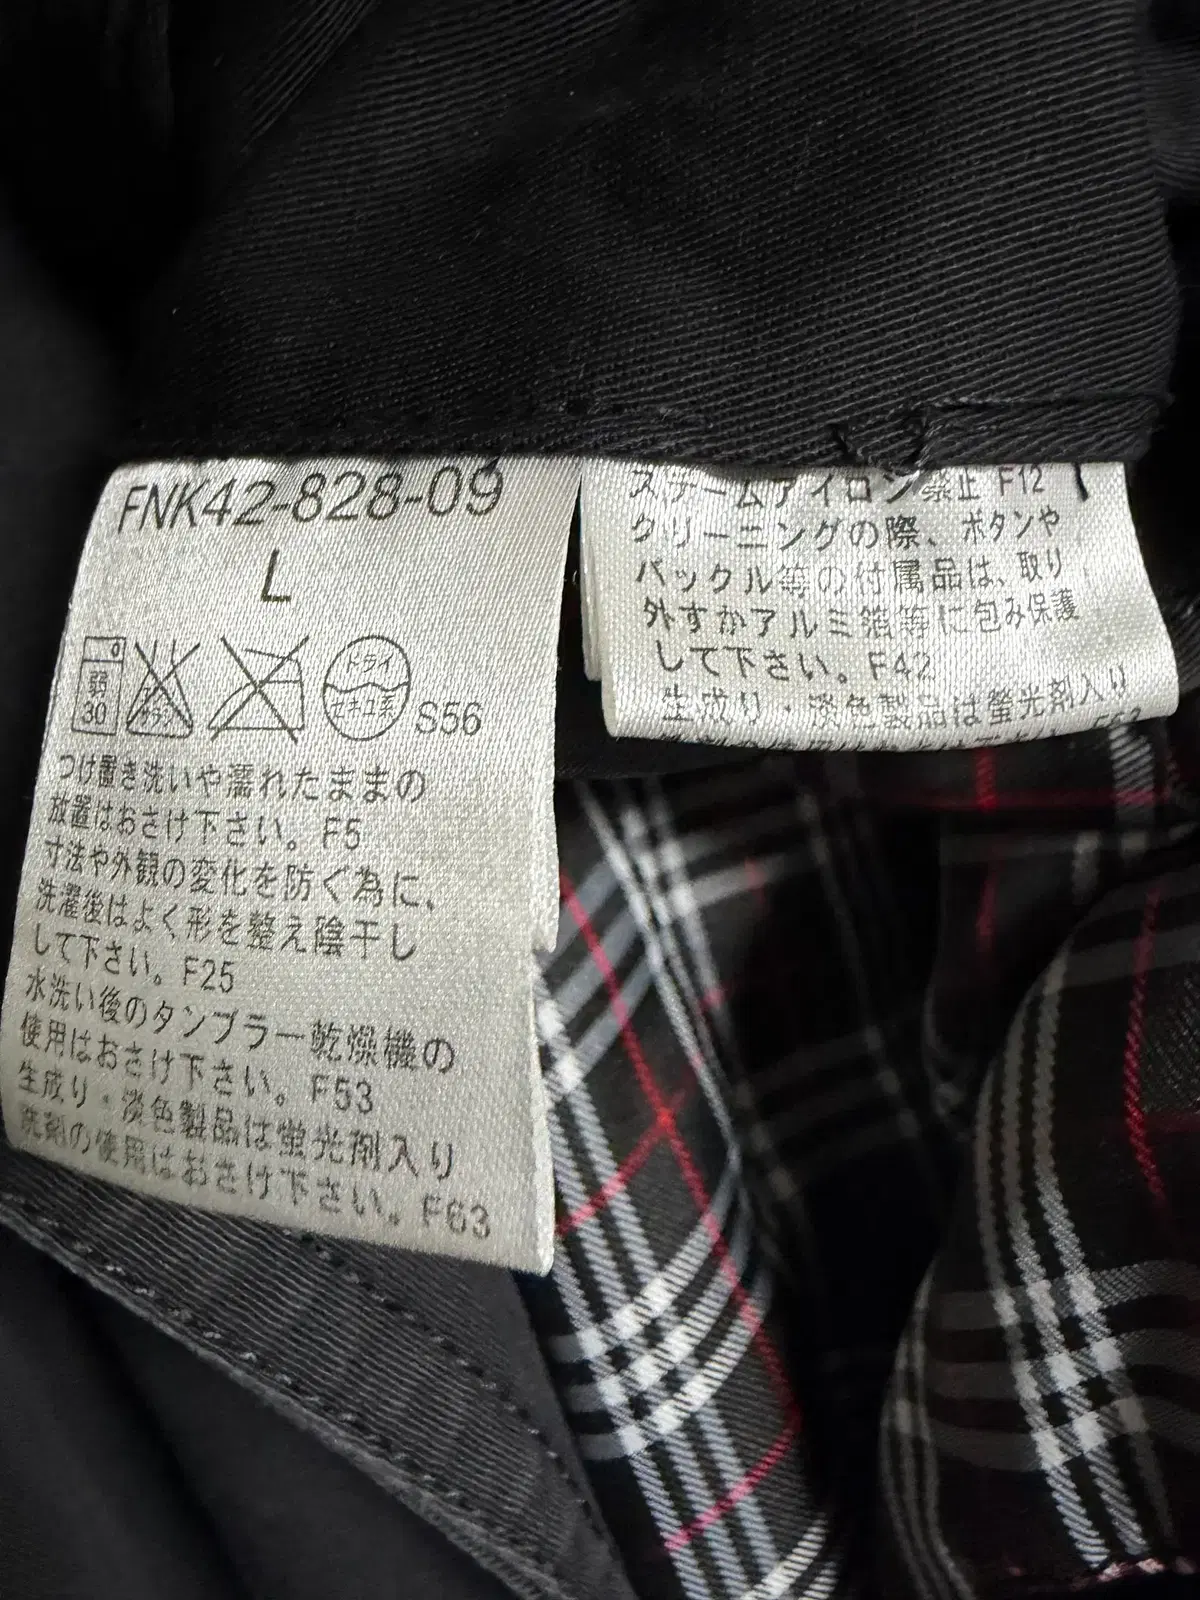 FNK42-828-09
L
弱
30
エンソ
サラシ
ドライ
セキユ系
S56
つけ置き洗いや濡れたままの
放置はおさけ下さい。F5
寸法や外観の変化を防ぐ為に、
洗濯後はよく形を整え陰干し
して下さい。F25
水洗い後のタンブラー乾燥機の
使用はおさけ下さい。F53
生成り・淡色製品は蛍光剤入り
洗剤の使用はおさけ下さい。F63
スチームアイロン禁止 F12
クリーニングの際、ボタンや
バックル等の付属品は、取り
外すかアルミ箔等に包み保護
して下さい。F42
生成り・淡色製品は螢光剤入り
F63